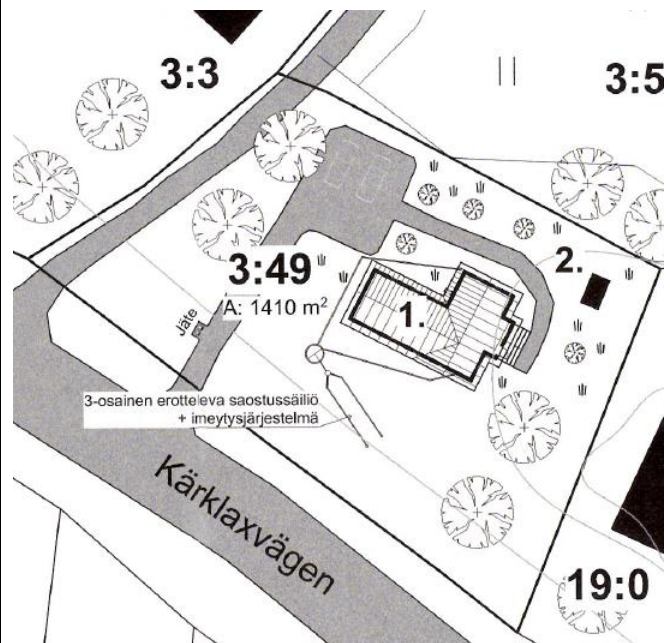 3:3
3:5
3:49
A: 1410 m²
1.
2.
Jäte
3-osainen erotteleva saostussäiliö
+ imeytysjärjestelmä
Kärklaxvägen
19:0